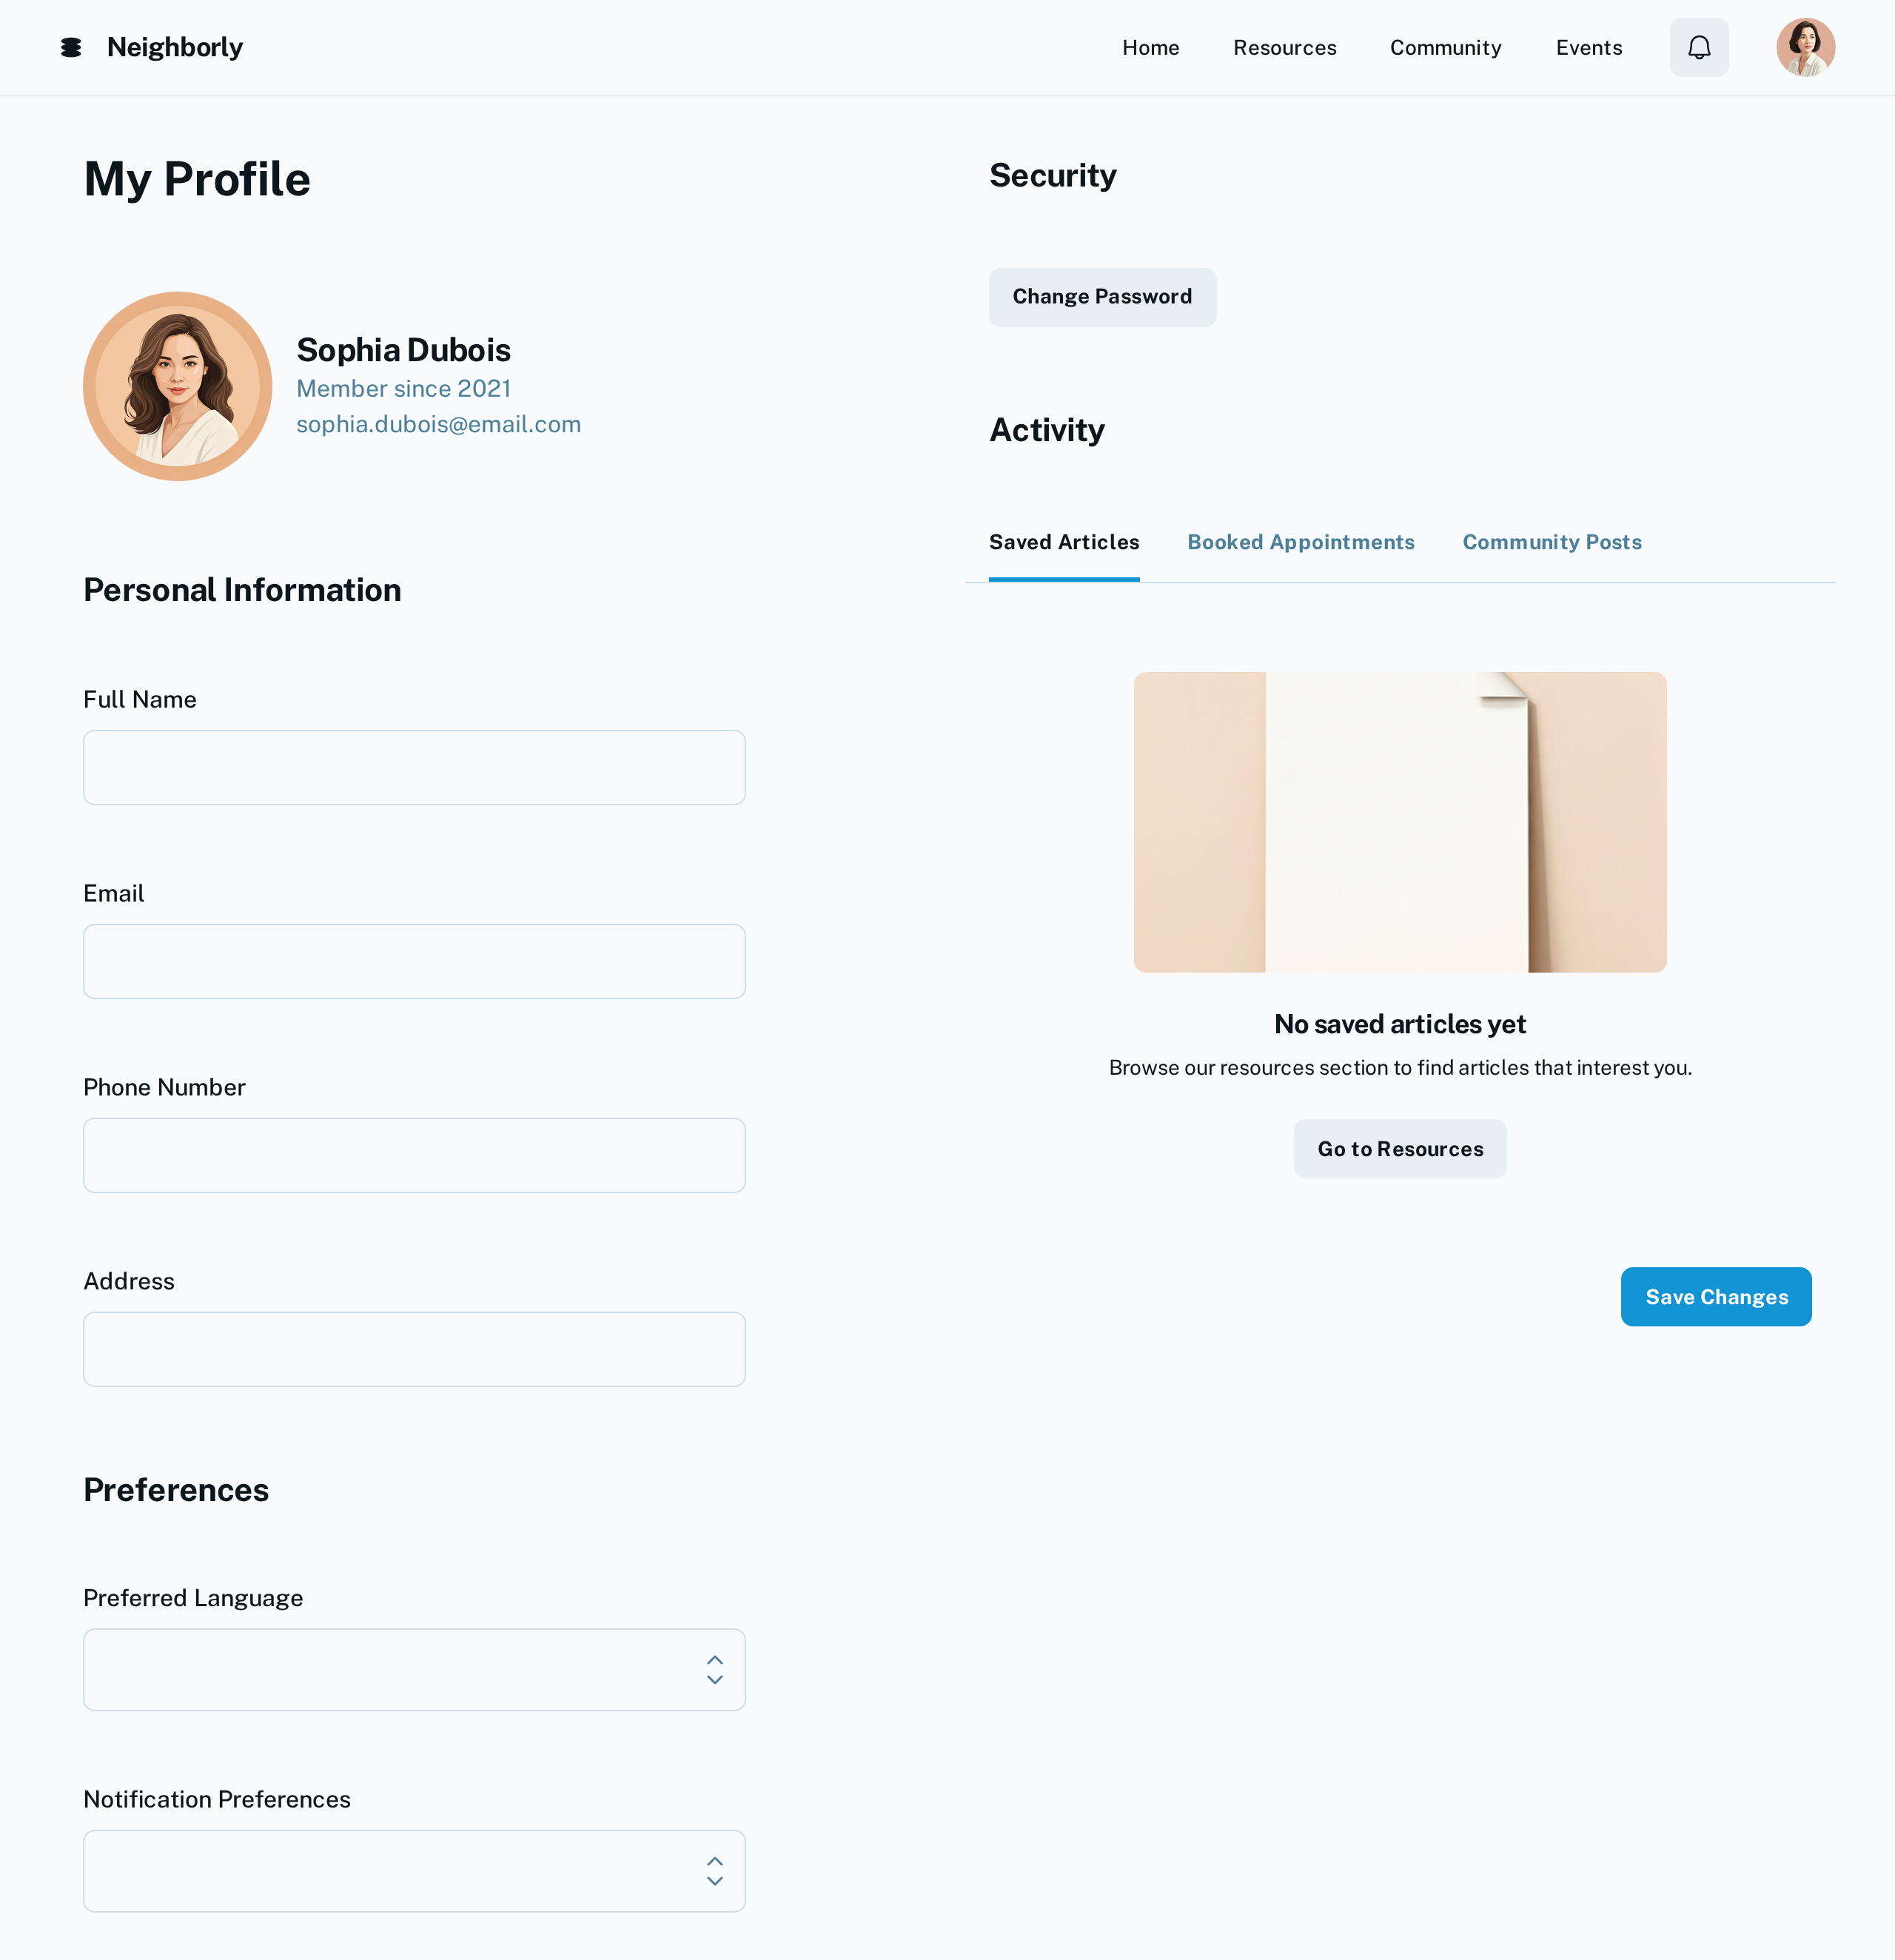 Neighborly
Home
Resources
Community
Events
My Profile
Sophia Dubois
Member since 2021
sophia.dubois@email.com
Personal Information
Full Name
Email
Phone Number
Address
Preferences
Preferred Language
Notification Preferences
Security
Change Password
Activity
Saved Articles
Booked Appointments
Community Posts
No saved articles yet
Browse our resources section to find articles that interest you.
Go to Resources
Save Changes